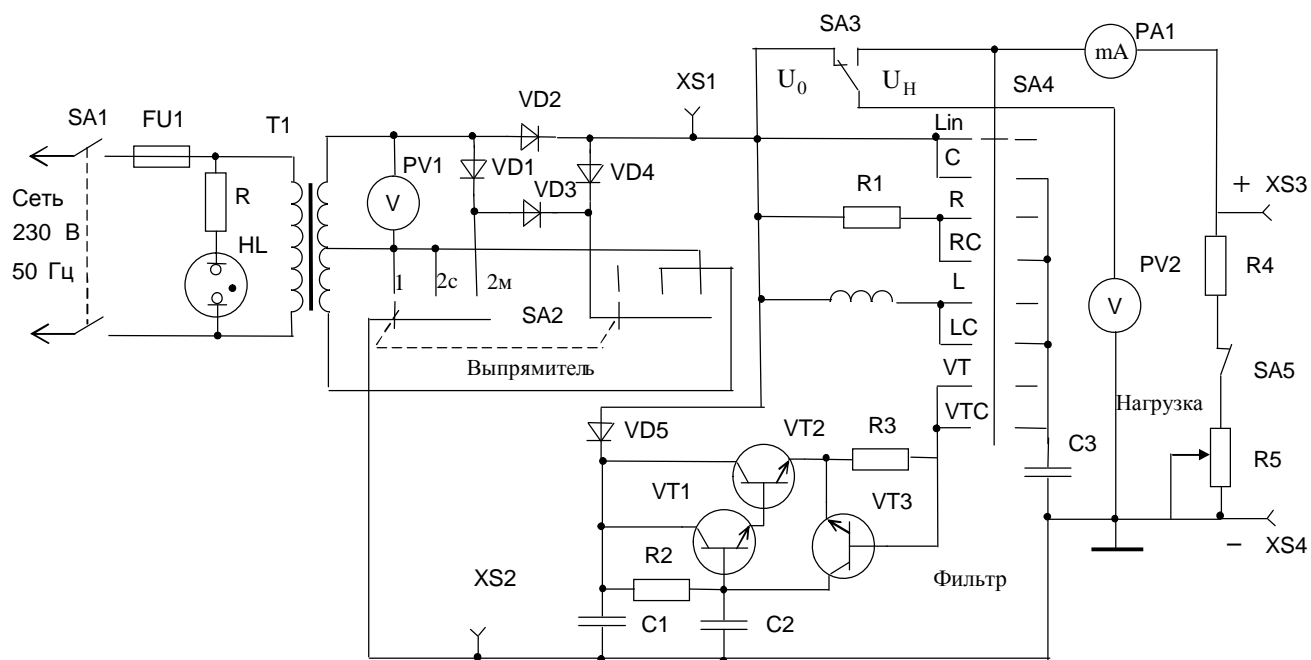 SA3
PA1
mA
U₀
U_H
SA4
XS1
SA1
FU1
T1
VD2
Lin
C
PV1
VD1
VD4
V
VD3
R1
R
+ XS3
Сеть
230 В
50 Гц
R
HL
RC
L
PV2
R4
V
1
2с
2м
SA2
LC
Выпрямитель
VT
SA5
VTC
Нагрузка
VD5
VT2
R3
C3
R5
VT1
VT3
R2
XS2
Фильтр
− XS4
C1
C2